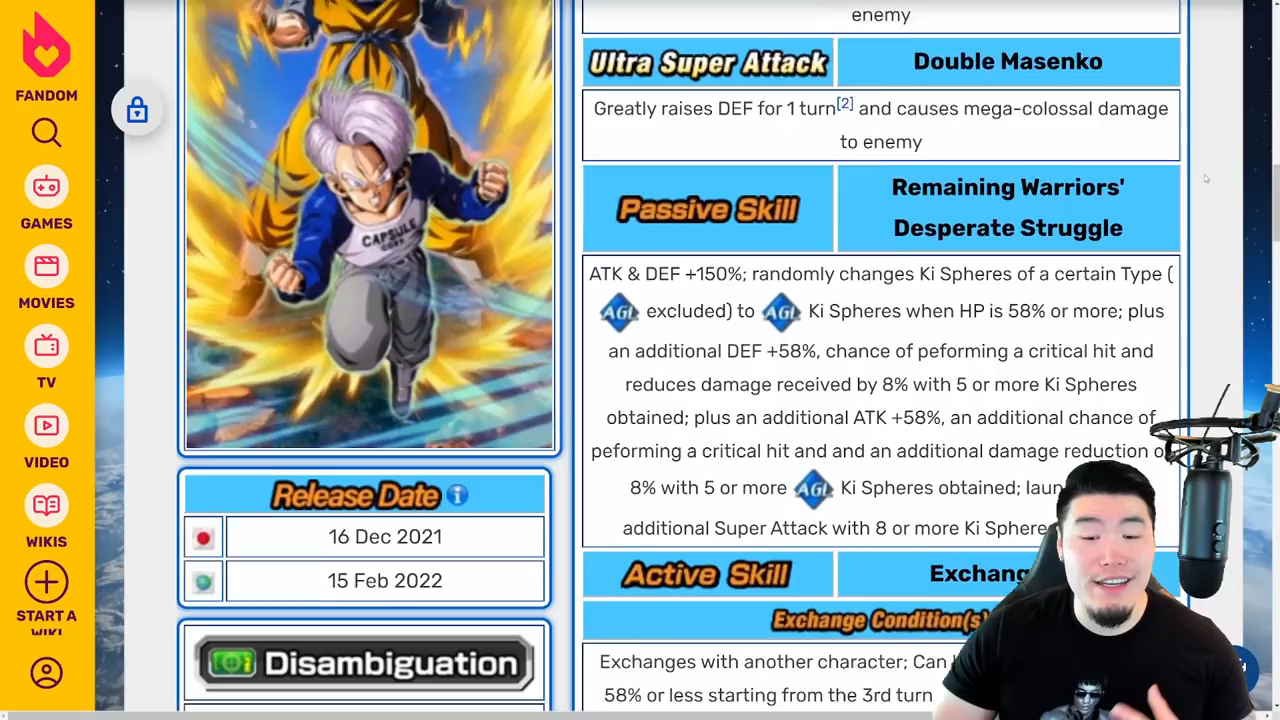 FANDOM
GAMES
MOVIES
TV
VIDEO
WIKIS
START A
WIKI
CAPSULE
Release Date
16 Dec 2021
15 Feb 2022
Disambiguation
enemy
Ultra Super Attack
Double Masenko
Greatly raises DEF for 1 turn[2] and causes mega-colossal damage
to enemy
Passive Skill
Remaining Warriors'
Desperate Struggle
ATK & DEF +150%; randomly changes Ki Spheres of a certain Type (
AGL excluded) to AGL Ki Spheres when HP is 58% or more; plus
an additional DEF +58%, chance of peforming a critical hit and
reduces damage received by 8% with 5 or more Ki Spheres
obtained; plus an additional ATK +58%, an additional chance of
peforming a critical hit and and an additional damage reduction
8% with 5 or more AGL Ki Spheres obtained;
additional Super Attack with 8 or more Ki
Active Skill
Exchange Condition(s)
Exchanges with another character; Can
58% or less starting from the 3rd turn